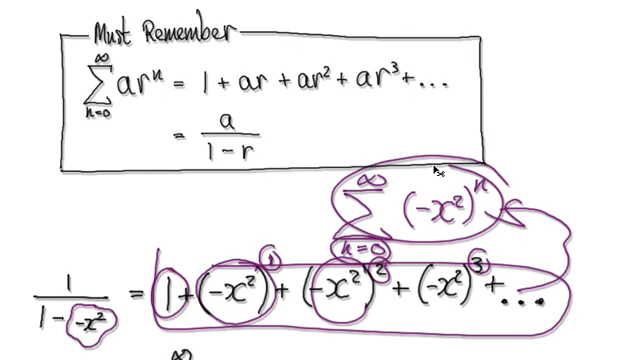 Must Remember
∞
∑ arⁿ = 1 + ar + ar² + ar³ + ...
n=0
= a
1 - r
∞
∑ (-x²)ⁿ
n=0
1 / 1 - -x² = 1 + (-x²)¹ + (-x²)² + (-x²)³ + ...
∞